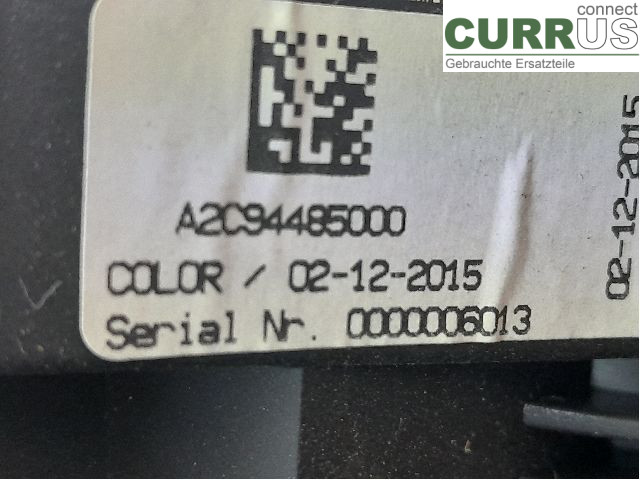 connect
CURRUS
Gebrauchte Ersatzteile
A2C94485000
COLOR / 02-12-2015
Serial Nr. 0000006013
02-12-2015